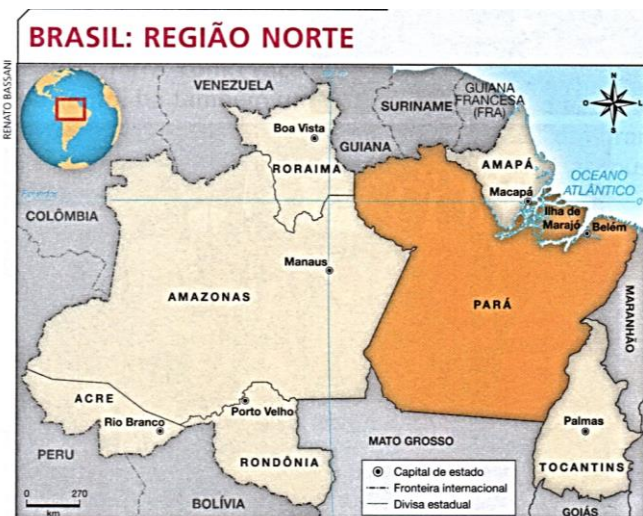 BRASIL: REGIÃO NORTE
RENATO BASSANI
VENEZUELA
SURINAME
GUIANA
FRANCESA
(FRA)
GUIANA
COLÔMBIA
Boa Vista
RORAIMA
AMAPÁ
Macapá
OCEANO
ATLÂNTICO
Ilha de
Marajó
Belém
0
N
S
O
L
Manaus
AMAZONAS
PARÁ
MARANHÃO
ACRE
Rio Branco
Porto Velho
RONDÔNIA
MATO GROSSO
Palmas
TOCANTINS
PERU
BOLÍVIA
GOIÁS
0 270
km
Capital de estado
Fronteira internacional
Divisa estadual